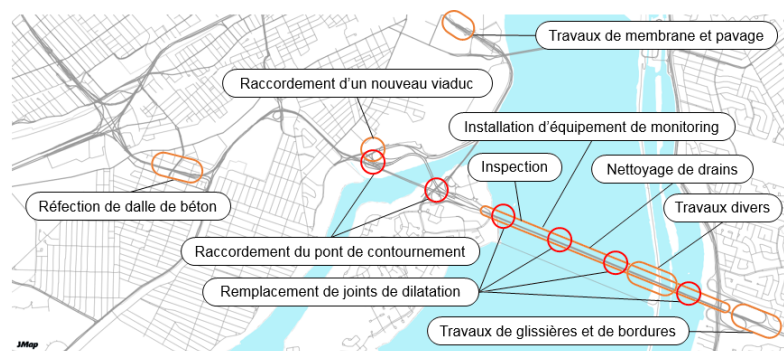 Travaux de membrane et pavage
Raccordement d'un nouveau viaduc
Installation d'équipement de monitoring
Inspection
Nettoyage de drains
Réfection de dalle de béton
Travaux divers
Raccordement du pont de contournement
Remplacement de joints de dilatation
Travaux de glissières et de bordures
JMap